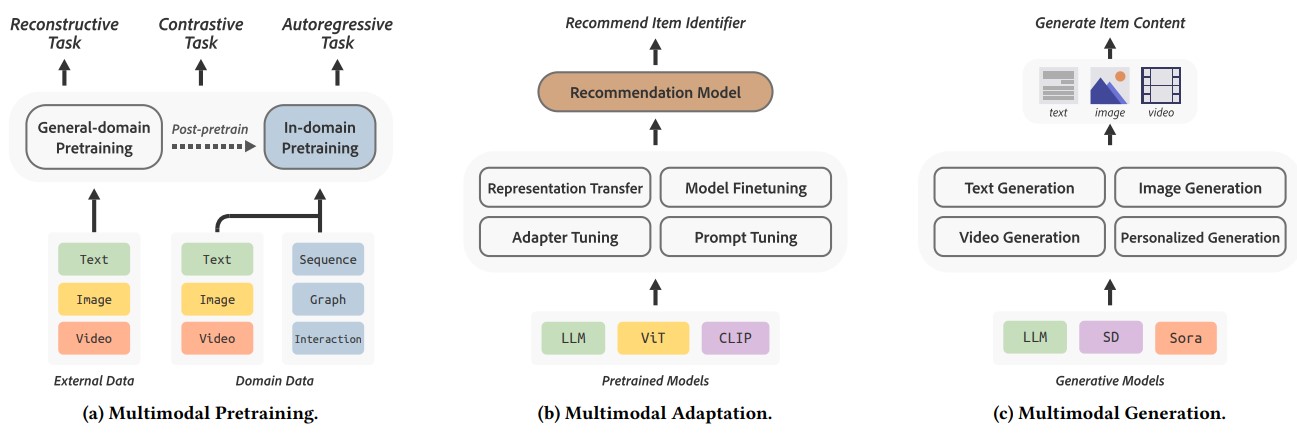 Reconstructive
Task
Contrastive
Task
Autoregressive
Task
General-domain
Pretraining
Post-pretrain
In-domain
Pretraining
Text
Image
Video
Text
Image
Video
Sequence
Graph
Interaction
External Data
Domain Data
(a) Multimodal Pretraining.
Recommend Item Identifier
Recommendation Model
Representation Transfer
Model Finetuning
Adapter Tuning
Prompt Tuning
LLM
ViT
CLIP
Pretrained Models
(b) Multimodal Adaptation.
Generate Item Content
text
image
video
Text Generation
Image Generation
Video Generation
Personalized Generation
LLM
SD
Sora
Generative Models
(c) Multimodal Generation.